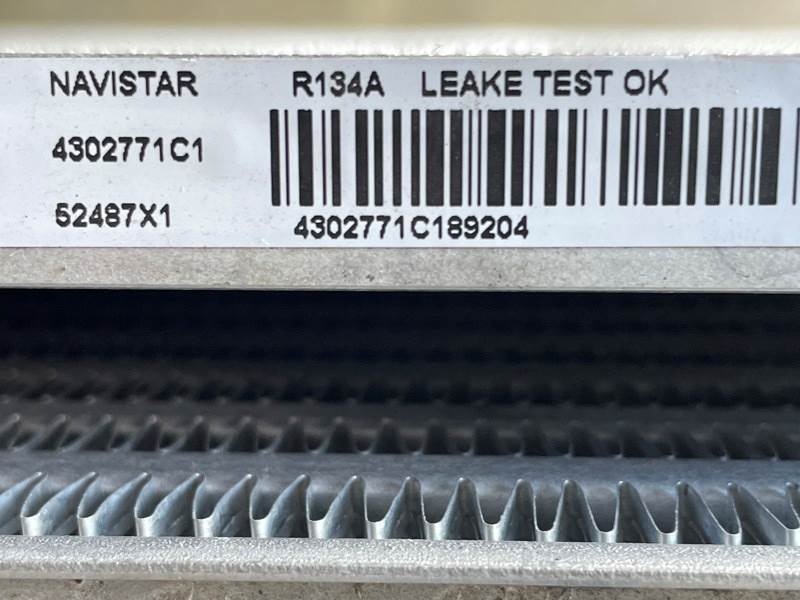 NAVISTAR R134A LEAKE TEST OK
4302771C1
52487X1 4302771C189204